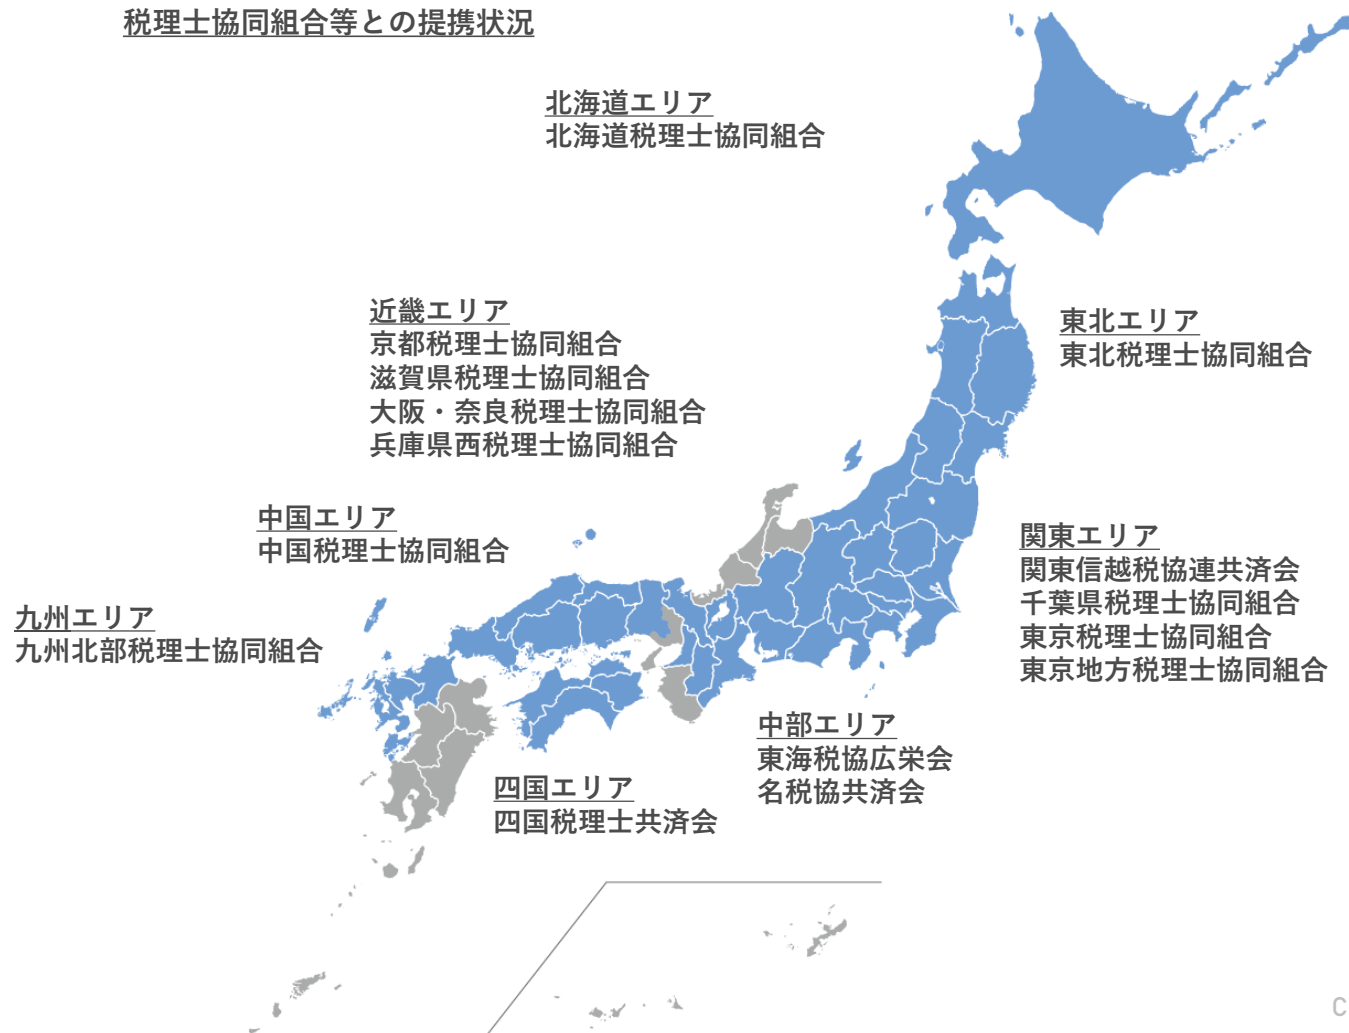 税理士協同組合等との提携状況
北海道エリア
北海道税理士協同組合
近畿エリア
京都税理士協同組合
滋賀県税理士協同組合
大阪・奈良税理士協同組合
兵庫県西税理士協同組合
東北エリア
東北税理士協同組合
中国エリア
中国税理士協同組合
関東エリア
関東信越税協連共済会
千葉県税理士協同組合
東京税理士協同組合
東京地方税理士協同組合
九州エリア
九州北部税理士協同組合
中部エリア
東海税協広栄会
名税協共済会
四国エリア
四国税理士共済会
C